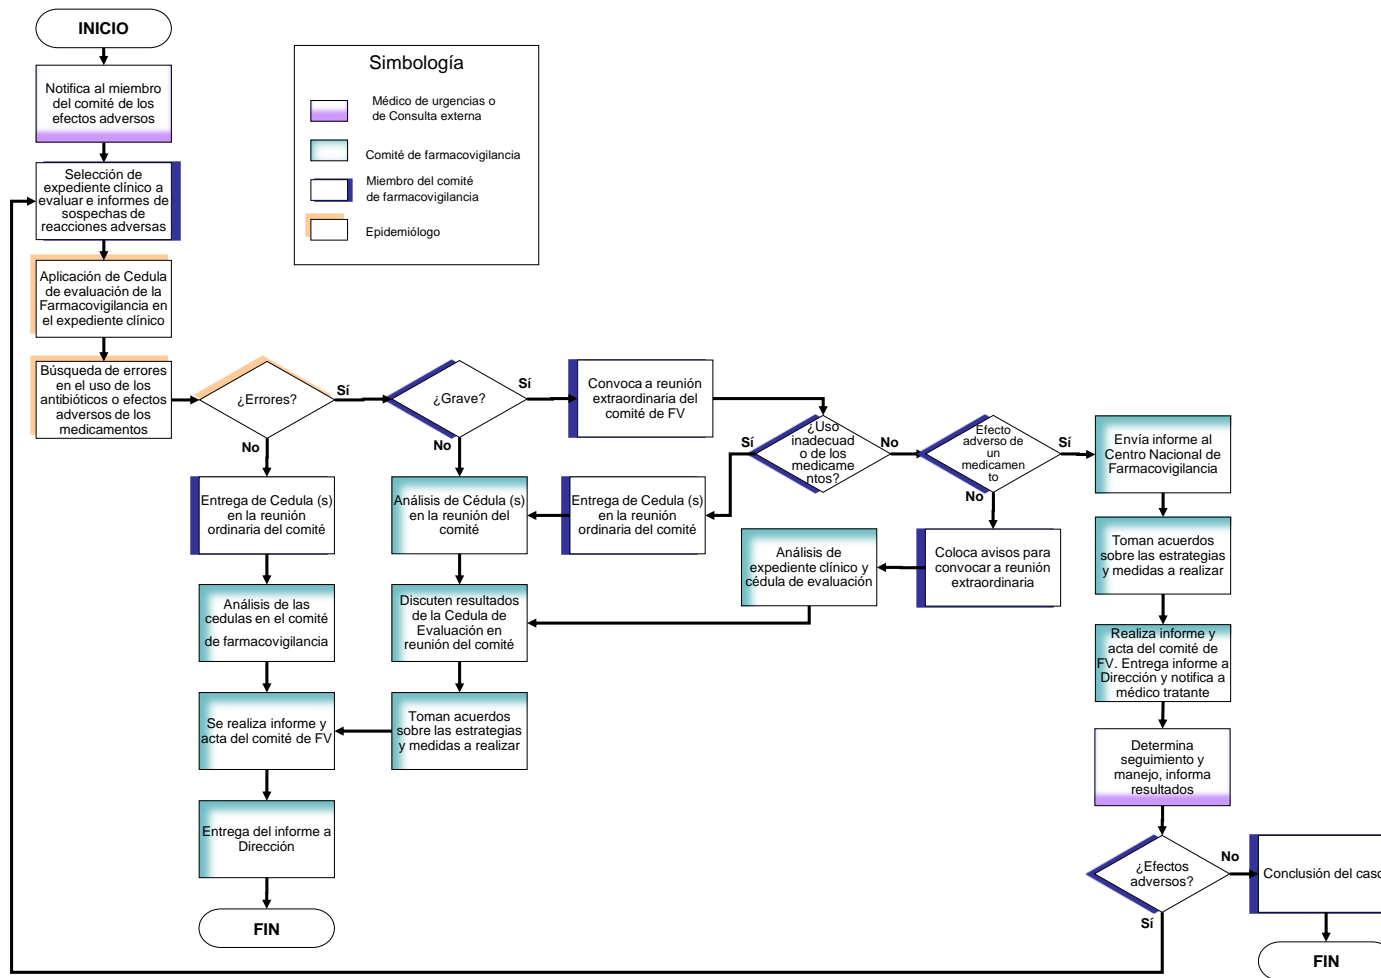 INICIO
Notifica al miembro
del comité de los
efectos adversos
Selección de
expediente clínico a
evaluar e informes de
sospechas de
reacciones adversas
Aplicación de Cedula
de evaluación de la
Farmacovigilancia en
el expediente clínico
Búsqueda de errores
en el uso de los
antibióticos o efectos
adversos de los
medicamentos
Simbología
Médico de urgencias o
de Consulta externa
Comité de farmacovigilancia
Miembro del comité
de farmacovigilancia
Epidemiólogo
¿Errores?
Sí
No
¿Grave?
Sí
No
Convoca a reunión
extraordinaria del
comité de FV
¿Uso
inadecuad
o de los
medicame
ntos?
Sí
No
Efecto
adverso de
un
medicame
nto
Sí
No
Envía informe al
Centro Nacional de
Farmacovigilancia
Entrega de Cedula (s)
en la reunión
ordinaria del comité
Análisis de Cédula (s)
en la reunión del
comité
Entrega de Cedula (s)
en la reunión
ordinaria del comité
Análisis de
expediente clínico y
cédula de evaluación
Coloca avisos para
convocar a reunión
extraordinaria
Toman acuerdos
sobre las estrategias
y medidas a realizar
Análisis de las
cedulas en el comité
de farmacovigilancia
Discuten resultados
de la Cedula de
Evaluación en
reunión del comité
Realiza informe y
acta del comité de
FV. Entrega informe a
Dirección y notifica a
médico tratante
Se realiza informe y
acta del comité de FV
Toman acuerdos
sobre las estrategias
y medidas a realizar
Determina
seguimiento y
manejo, informa
resultados
Entrega del informe a
Dirección
¿Efectos
adversos?
No
Sí
Conclusión del caso
FIN
FIN